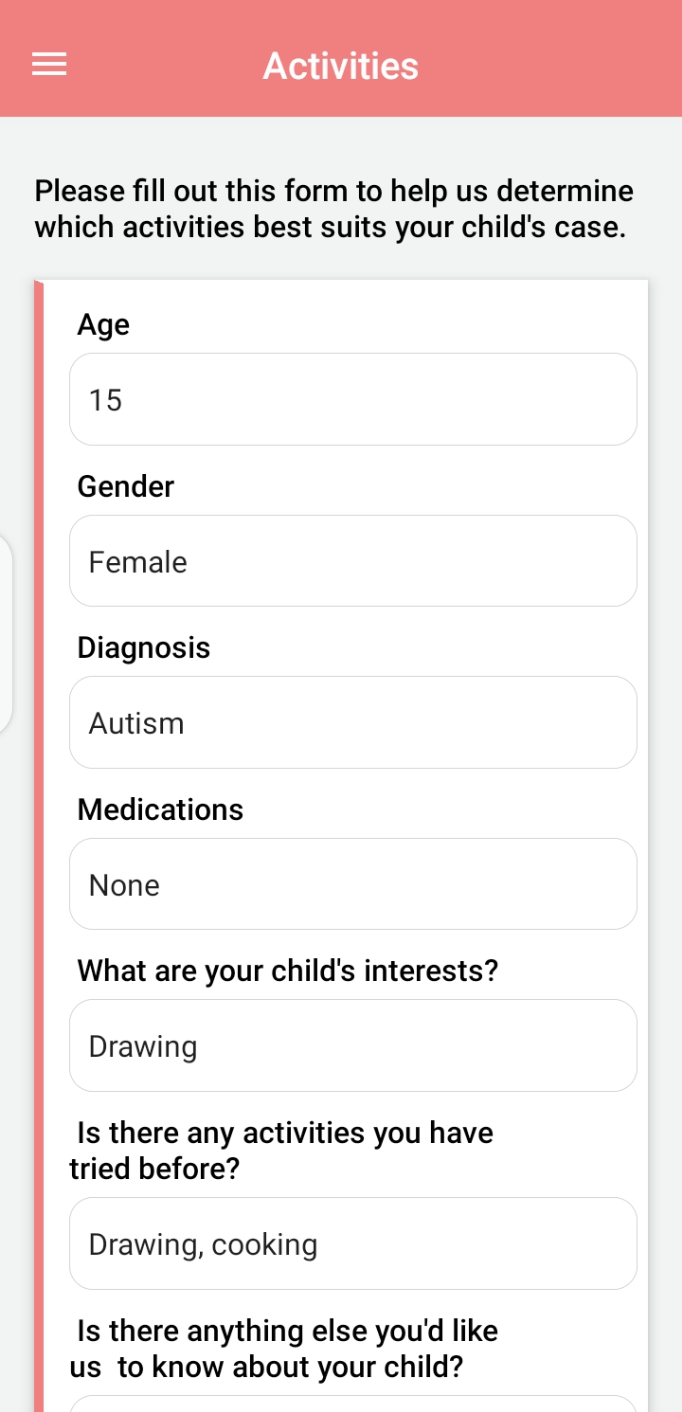 Activities
Please fill out this form to help us determine
which activities best suits your child's case.
Age
15
Gender
Female
Diagnosis
Autism
Medications
None
What are your child's interests?
Drawing
Is there any activities you have
tried before?
Drawing, cooking
Is there anything else you'd like
us  to know about your child?